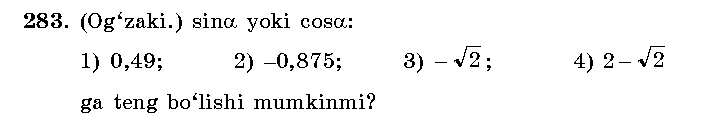 283. (Og‘zaki.) sinα yoki cosα:
1) 0,49; 2) –0,875; 3) –√2; 4) 2–√2
ga teng bo‘lishi mumkinmi?